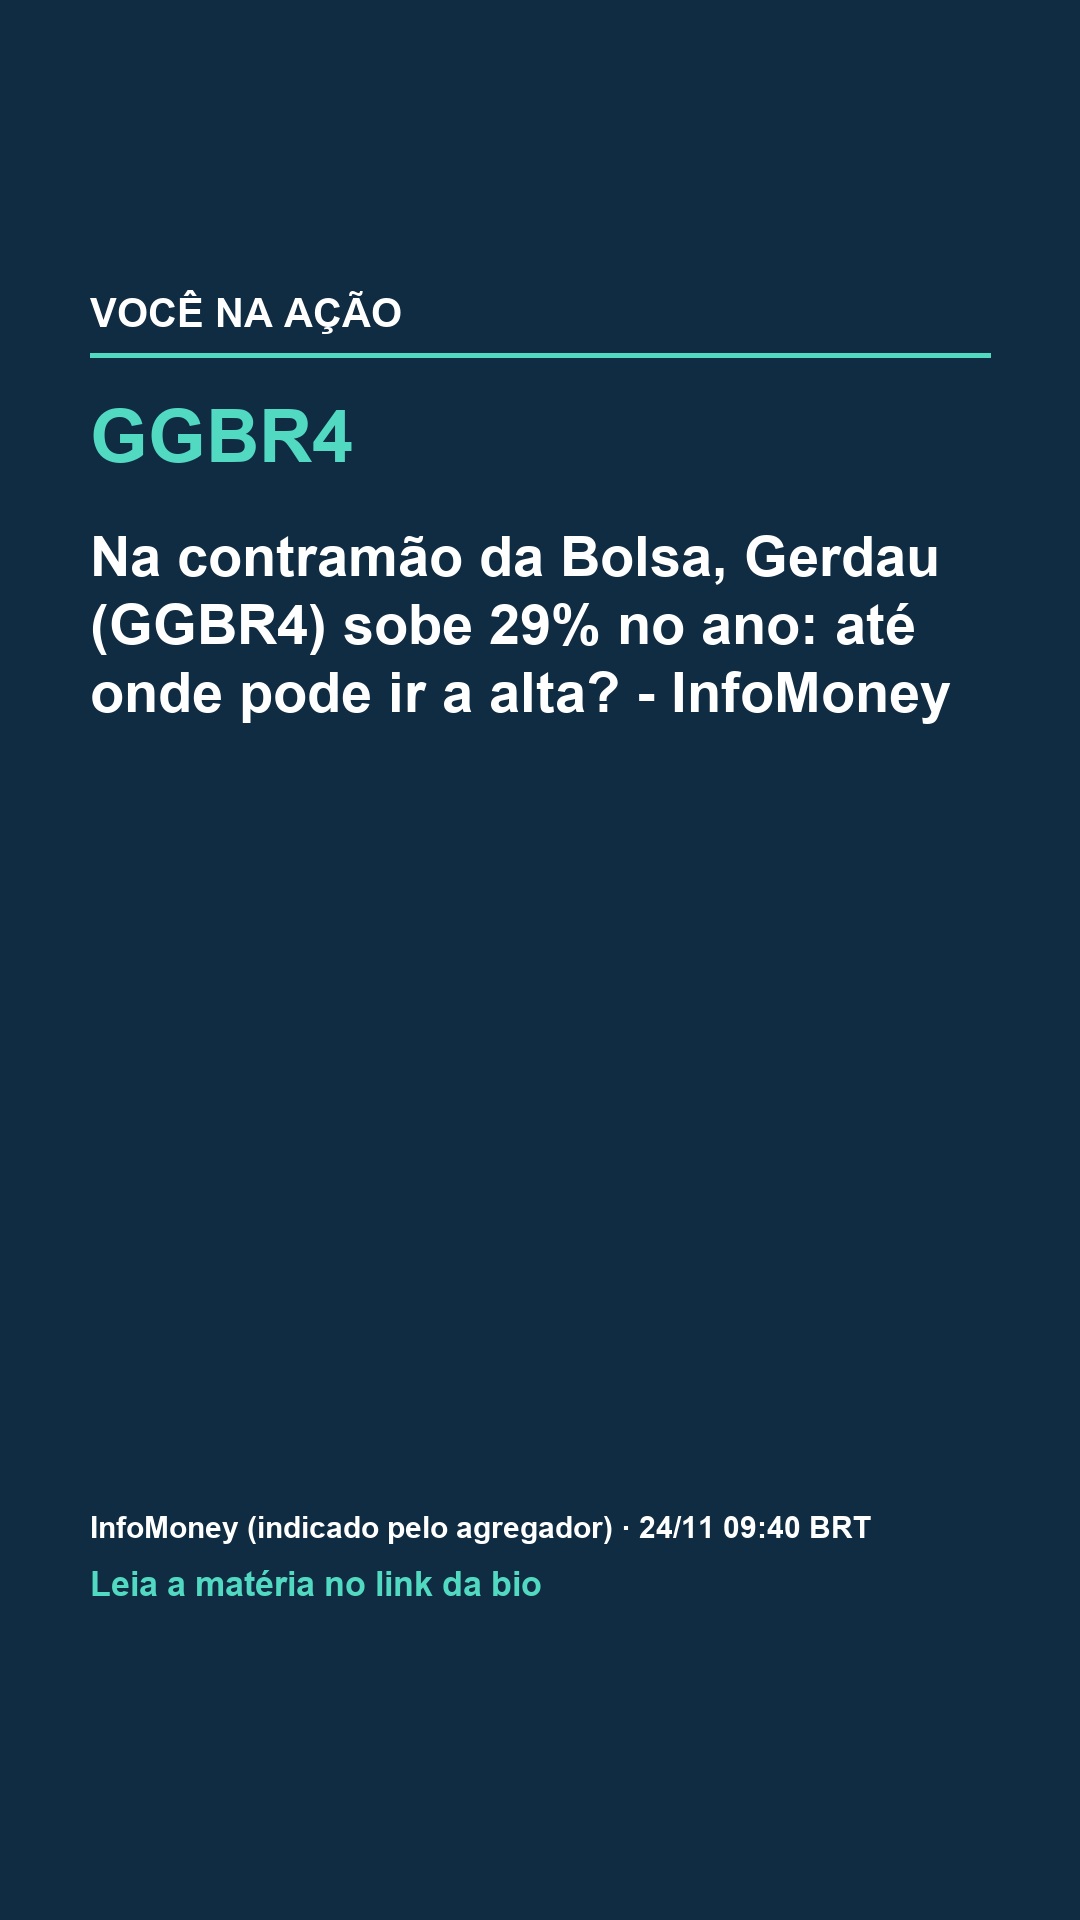 VOCÊ NA AÇÃO
GGBR4
Na contramão da Bolsa, Gerdau
(GGBR4) sobe 29% no ano: até
onde pode ir a alta? - InfoMoney
InfoMoney (indicado pelo agregador) · 24/11 09:40 BRT
Leia a matéria no link da bio